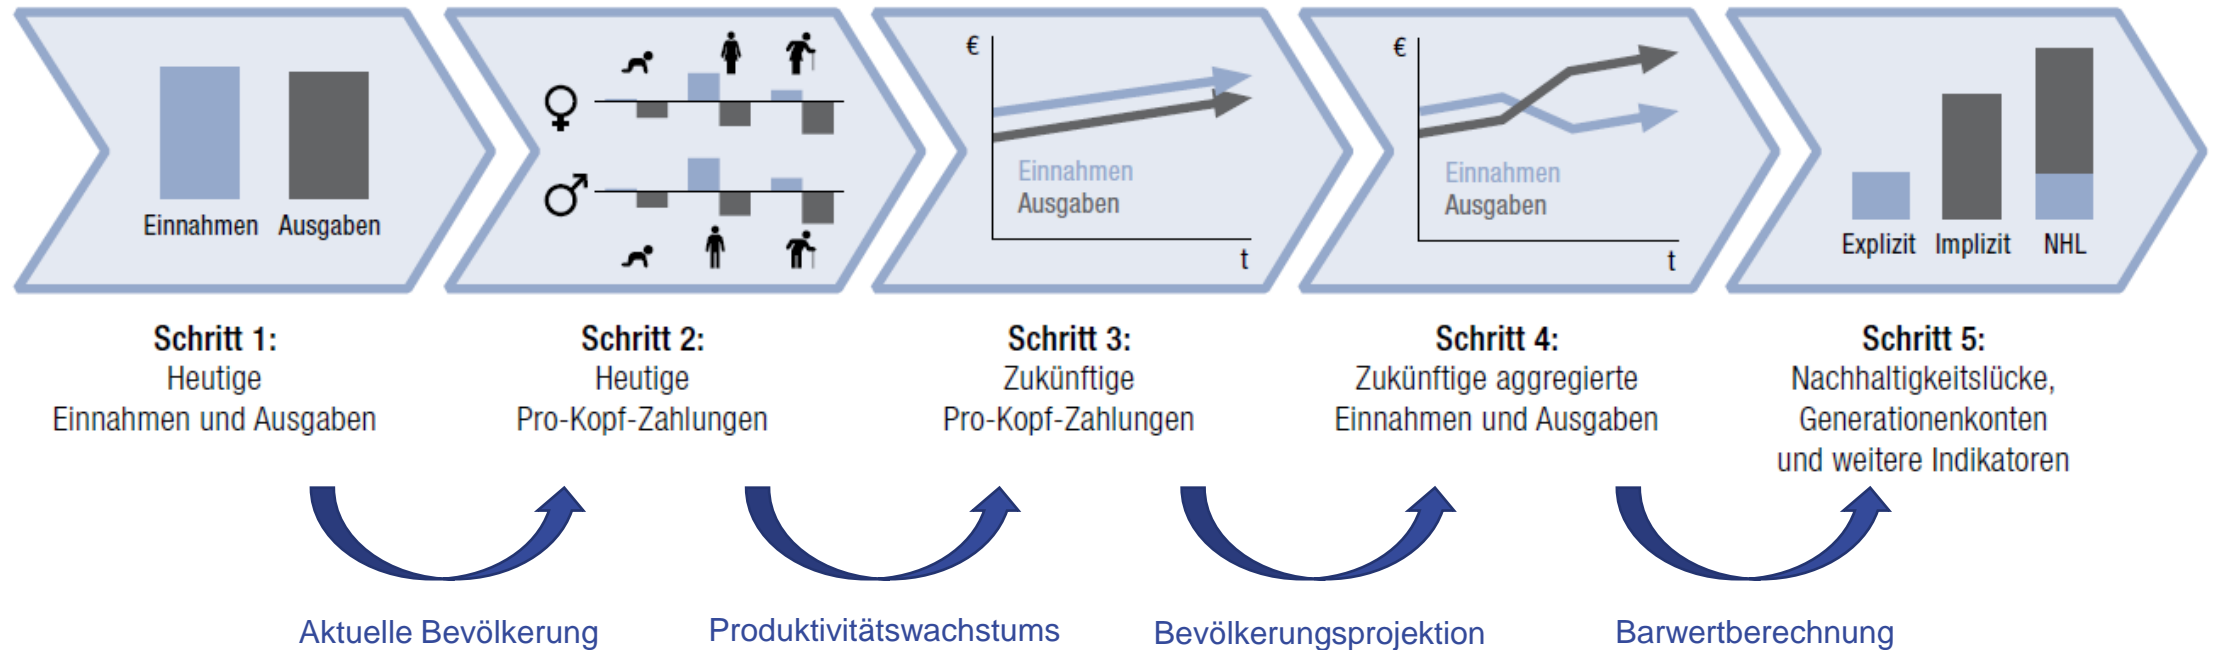 Einnahmen Ausgaben
♀
♂
€
Einnahmen
Ausgaben
t
€
Einnahmen
Ausgaben
t
Explizit Implizit NHL
Schritt 1:
Heutige
Einnahmen und Ausgaben
Schritt 2:
Heutige
Pro-Kopf-Zahlungen
Schritt 3:
Zukünftige
Pro-Kopf-Zahlungen
Schritt 4:
Zukünftige aggregierte
Einnahmen und Ausgaben
Schritt 5:
Nachhaltigkeitslücke,
Generationenkonten
und weitere Indikatoren
Aktuelle Bevölkerung
Produktivitätswachstums
Bevölkerungsprojektion
Barwertberechnung